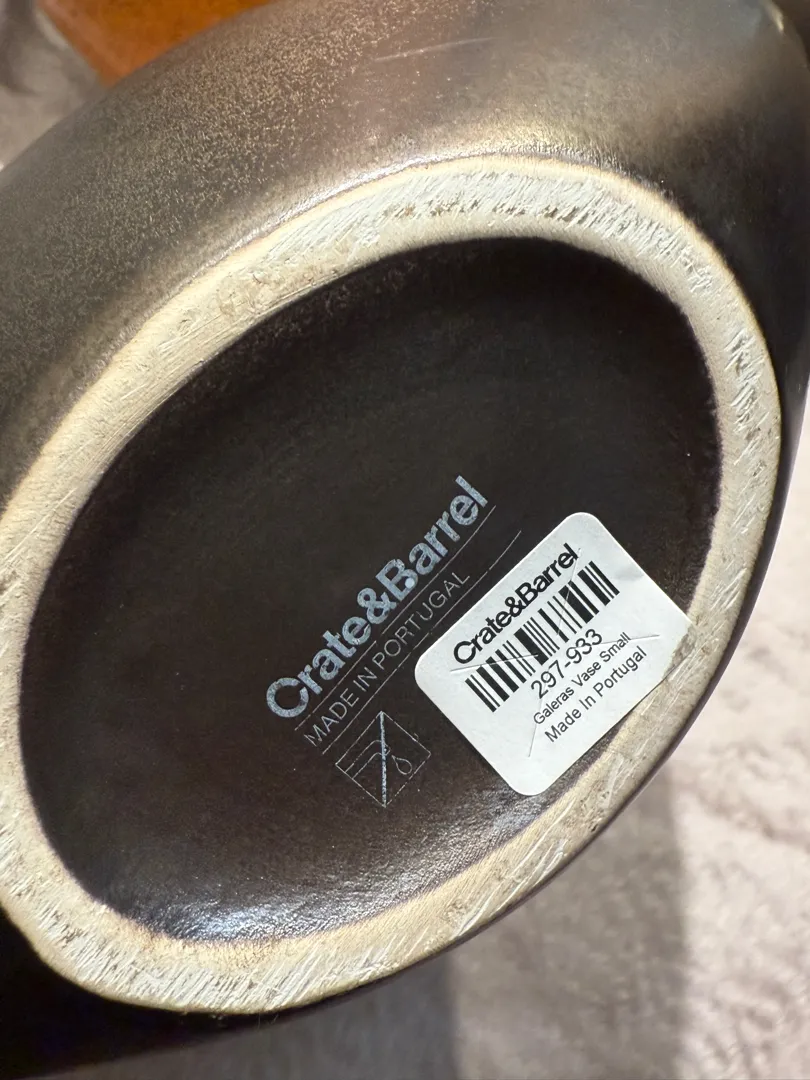 Crate&Barrel
MADE IN PORTUGAL
Crate&Barrel
297-933
Galeras Vase Small
Made In Portugal